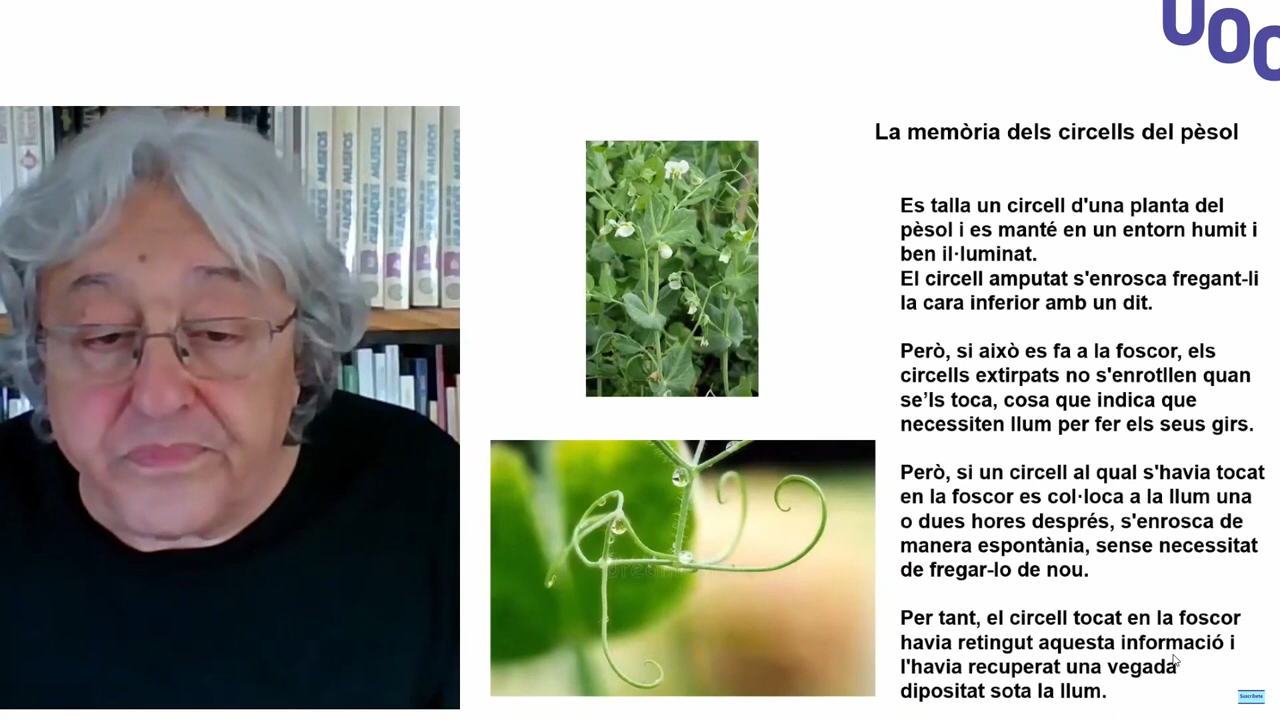 UOC
La memòria dels circells del pèsol
Es talla un circell d'una planta del
pèsol i es manté en un entorn humit i
ben il·luminat.
El circell amputat s'enrosca fregant-li
la cara inferior amb un dit.
Però, si això es fa a la foscor, els
circells extirpats no s'enrotllen quan
se’ls toca, cosa que indica que
necessiten llum per fer els seus girs.
Però, si un circell al qual s'havia tocat
en la foscor es col·loca a la llum una
o dues hores després, s'enrosca de
manera espontània, sense necessitat
de fregar-lo de nou.
Per tant, el circell tocat en la foscor
havia retingut aquesta informació i
l'havia recuperat una vegada
dipositat sota la llum.
Suscríbete
GRANDES MUSEOS